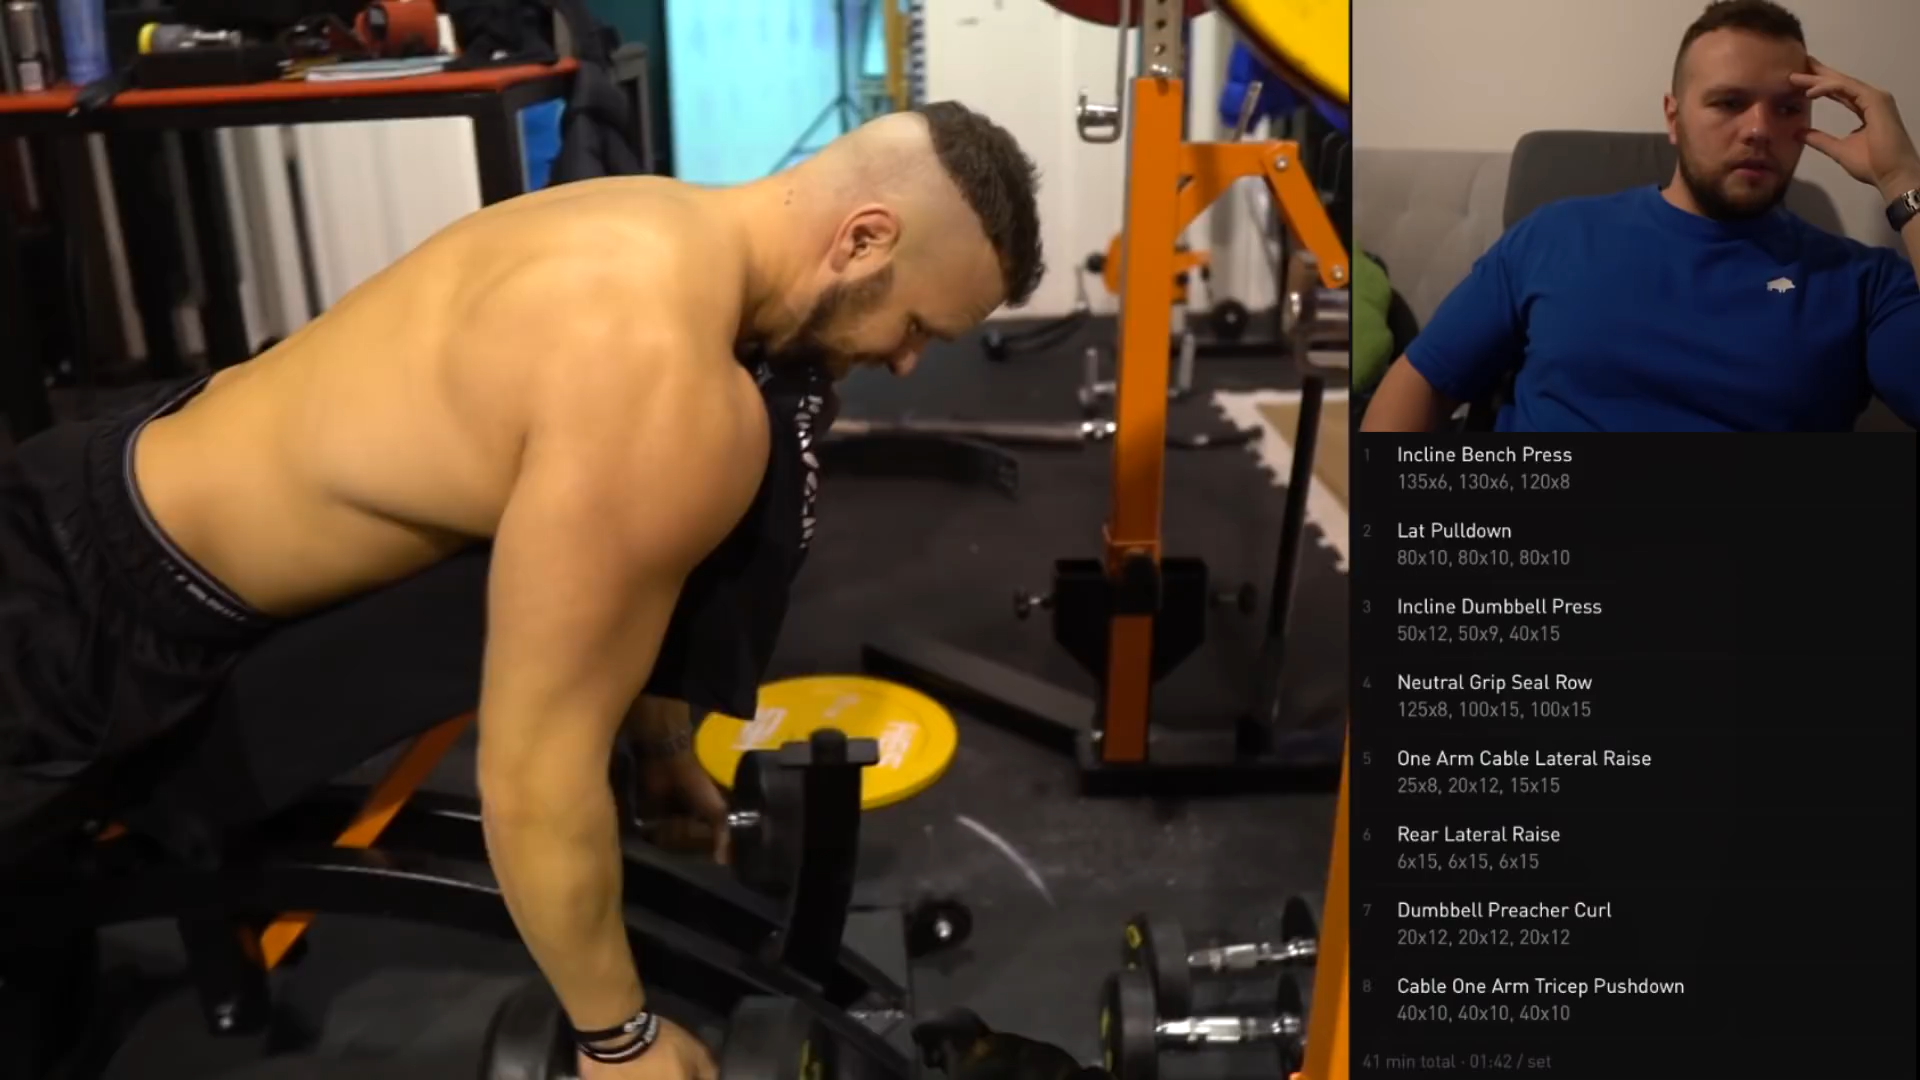 1 Incline Bench Press
135x6, 130x6, 120x8
2 Lat Pulldown
80x10, 80x10, 80x10
3 Incline Dumbbell Press
50x12, 50x9, 40x15
4 Neutral Grip Seal Row
125x8, 100x15, 100x15
5 One Arm Cable Lateral Raise
25x8, 20x12, 15x15
6 Rear Lateral Raise
6x15, 6x15, 6x15
7 Dumbbell Preacher Curl
20x12, 20x12, 20x12
8 Cable One Arm Tricep Pushdown
40x10, 40x10, 40x10
41 min total · 01:42 / set